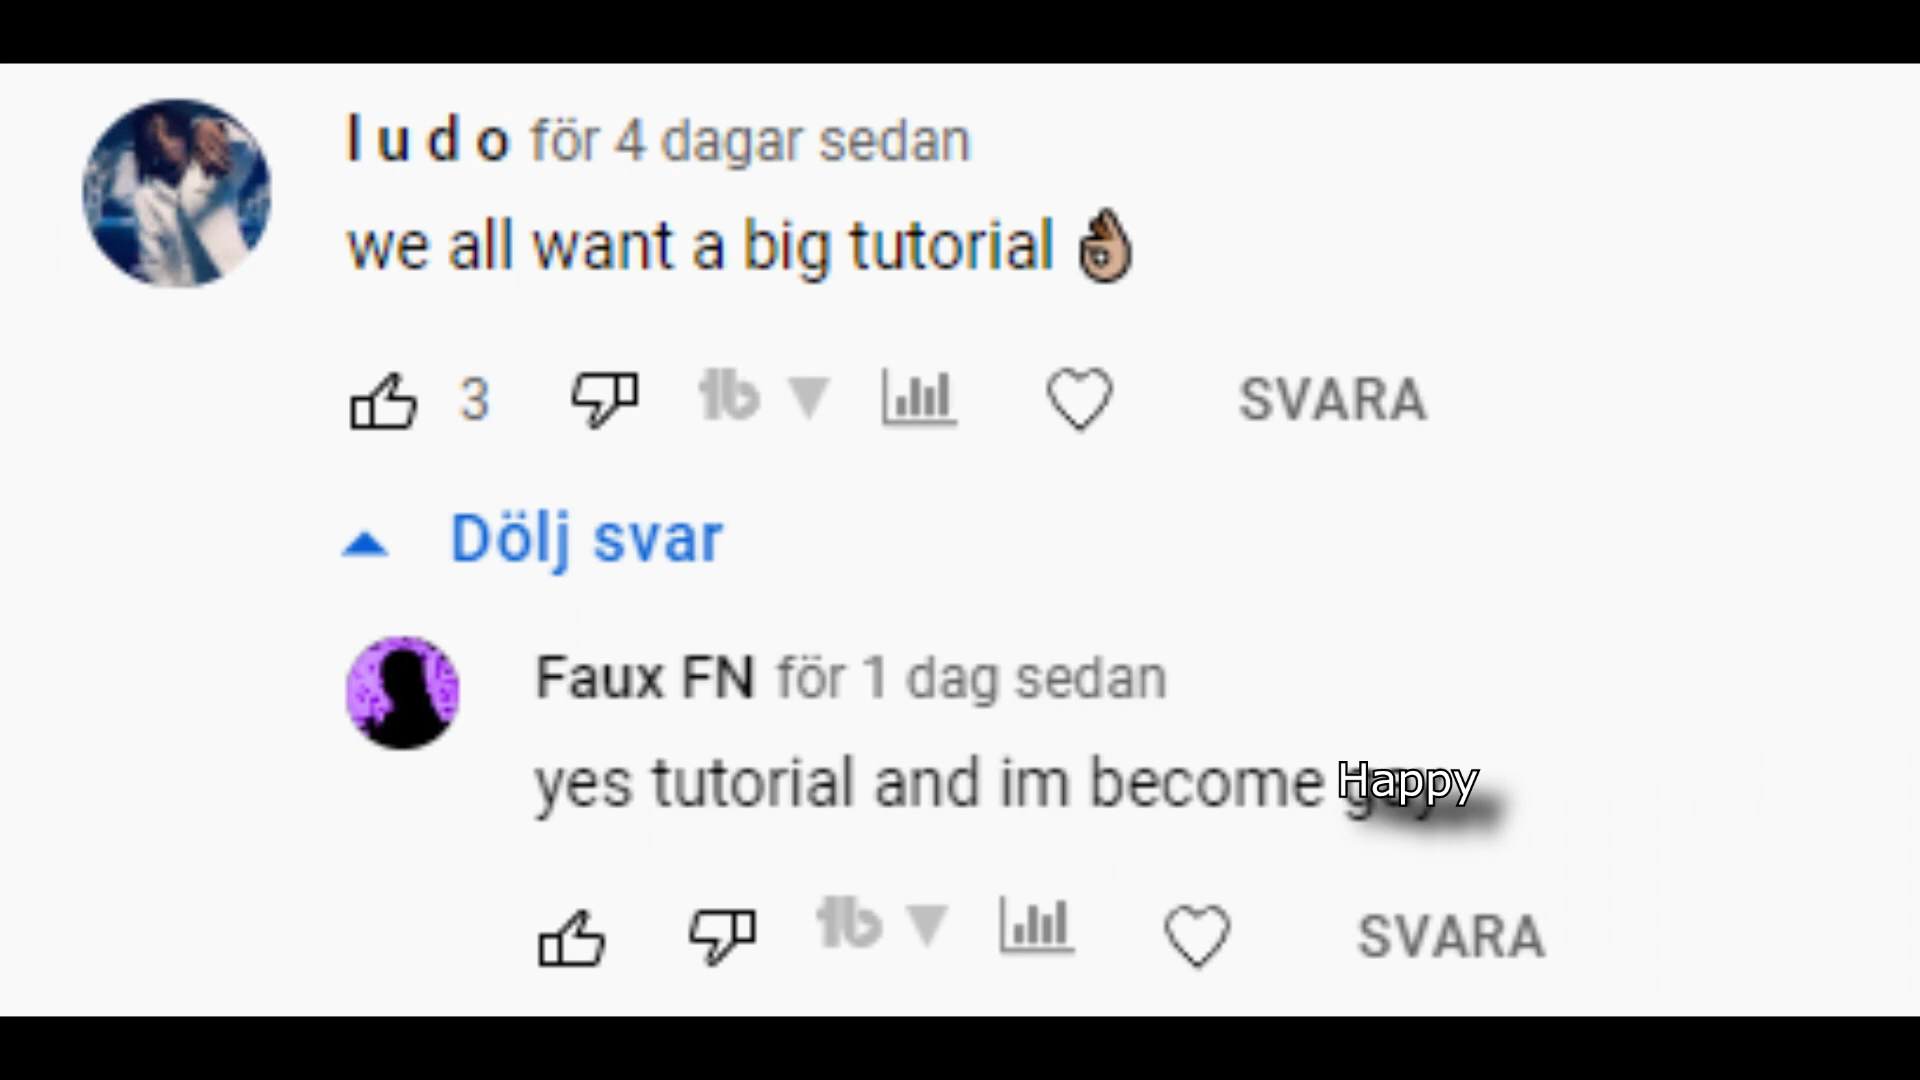 l u d o för 4 dagar sedan
we all want a big tutorial 👌🏽
3 SVARA
Dölj svar
Faux FN för 1 dag sedan
yes tutorial and im become Happy
SVARA